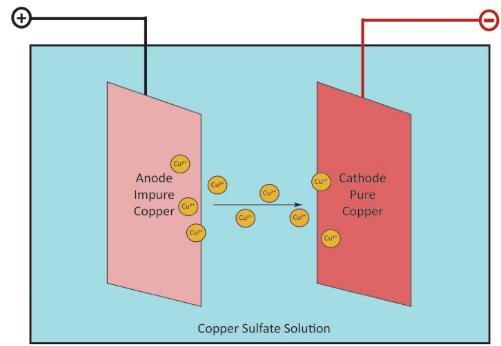 +
−
Anode
Impure
Copper
Cathode
Pure
Copper
Cu²⁺
Cu²⁺
Cu²⁺
Cu²⁺
Cu²⁺
Cu²⁺
Cu²⁺
Cu²⁺
Cu²⁺
Copper Sulfate Solution